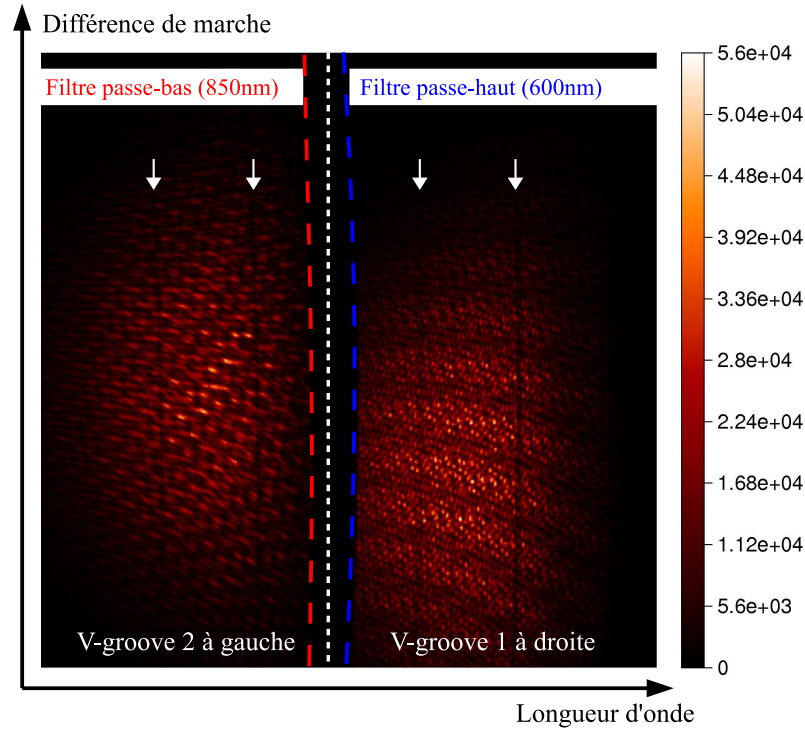 Différence de marche
Filtre passe-bas (850nm)
Filtre passe-haut (600nm)
V-groove 2 à gauche
V-groove 1 à droite
Longueur d'onde
5.6e+04
5.04e+04
4.48e+04
3.92e+04
3.36e+04
2.8e+04
2.24e+04
1.68e+04
1.12e+04
5.6e+03
0